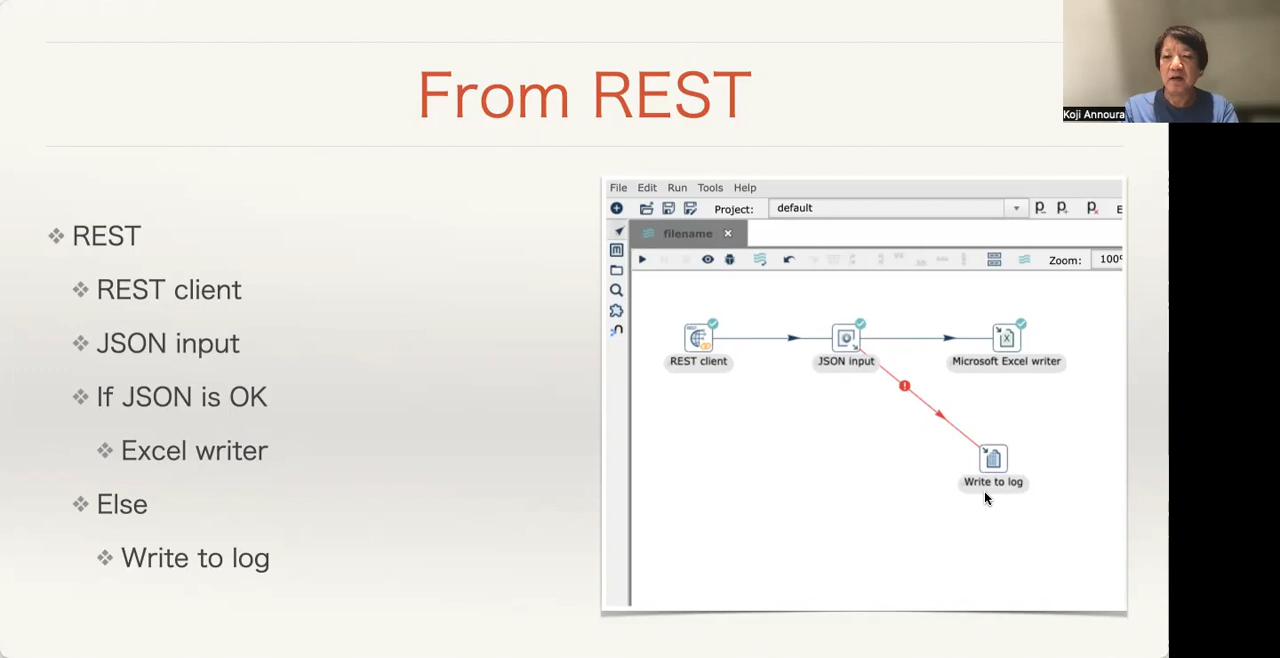 From REST
Koji Annoura
REST
REST client
JSON input
If JSON is OK
Excel writer
Else
Write to log
File Edit Run Tools Help
Project: default
filename
Zoom: 100
REST client
JSON input
Microsoft Excel writer
Write to log